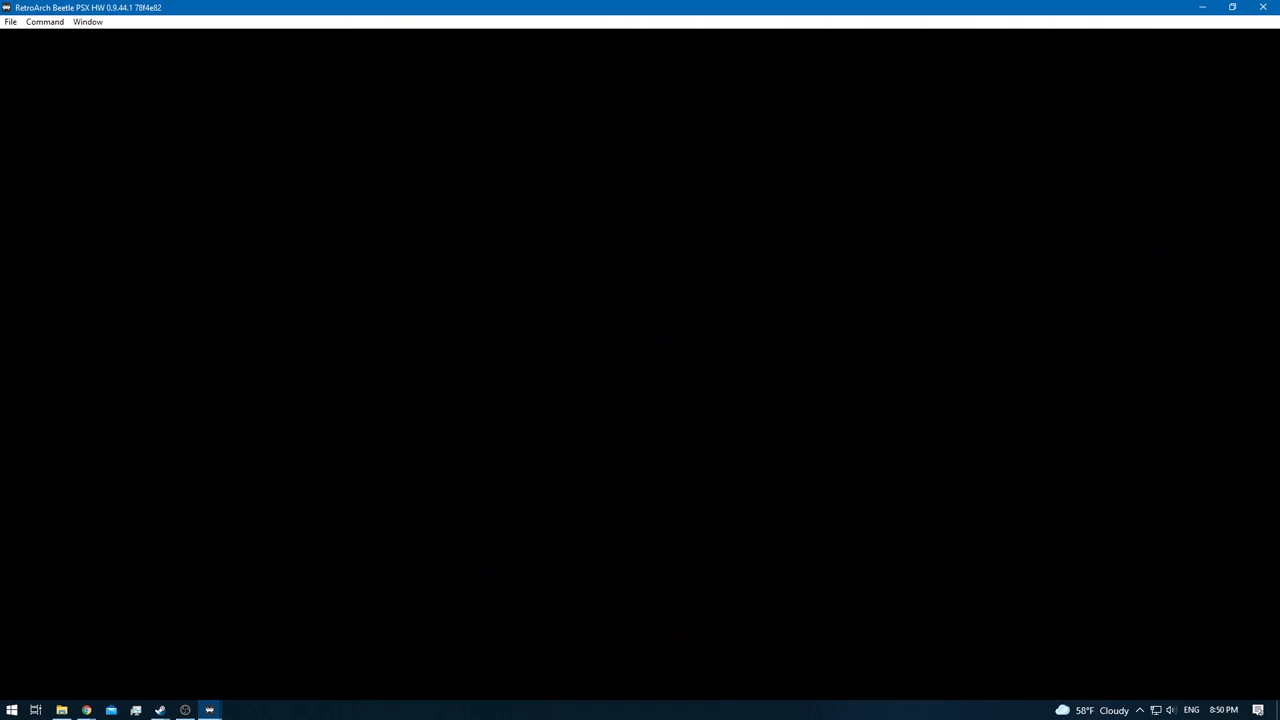 RetroArch Beetle PSX HW 0.9.44.1 78f4e82
File Command Window
58°F Cloudy ENG 8:50 PM